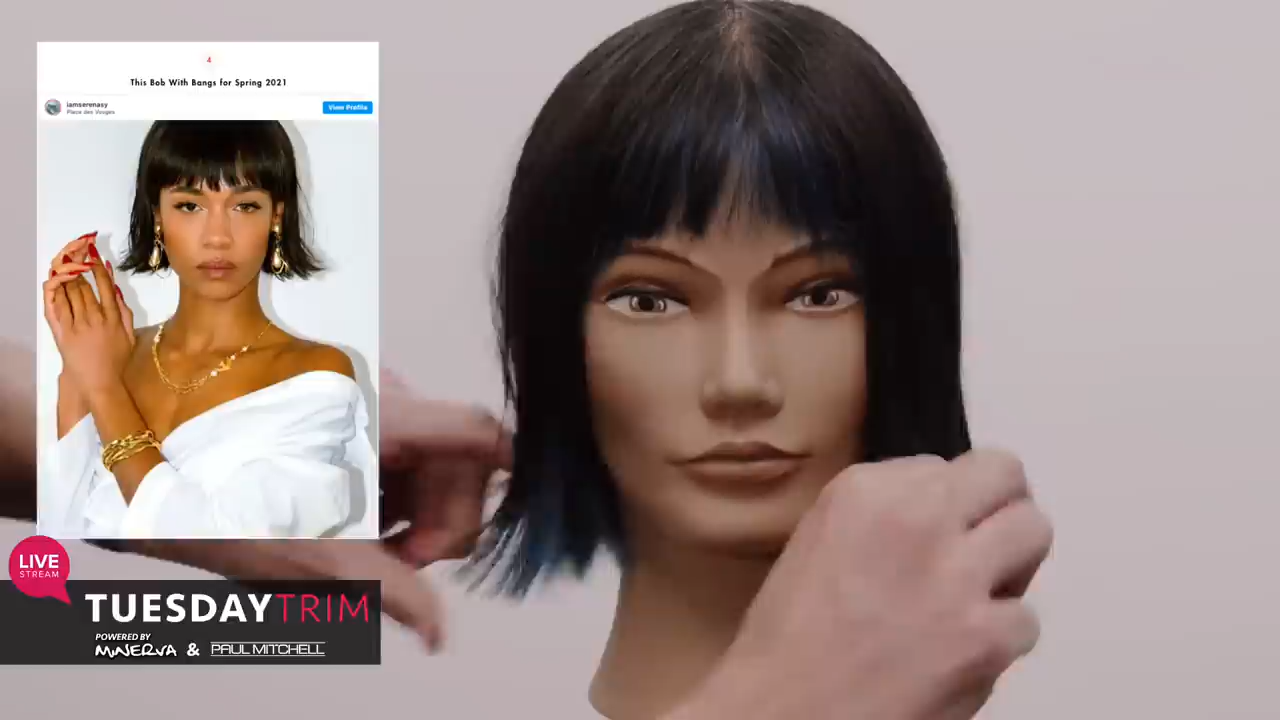 4
This Bob With Bangs for Spring 2021
iamserenasy
Place des Vosges
View Profile
LIVE
STREAM
TUESDAYTRIM
POWERED BY
MINERVA & PAUL MITCHELL